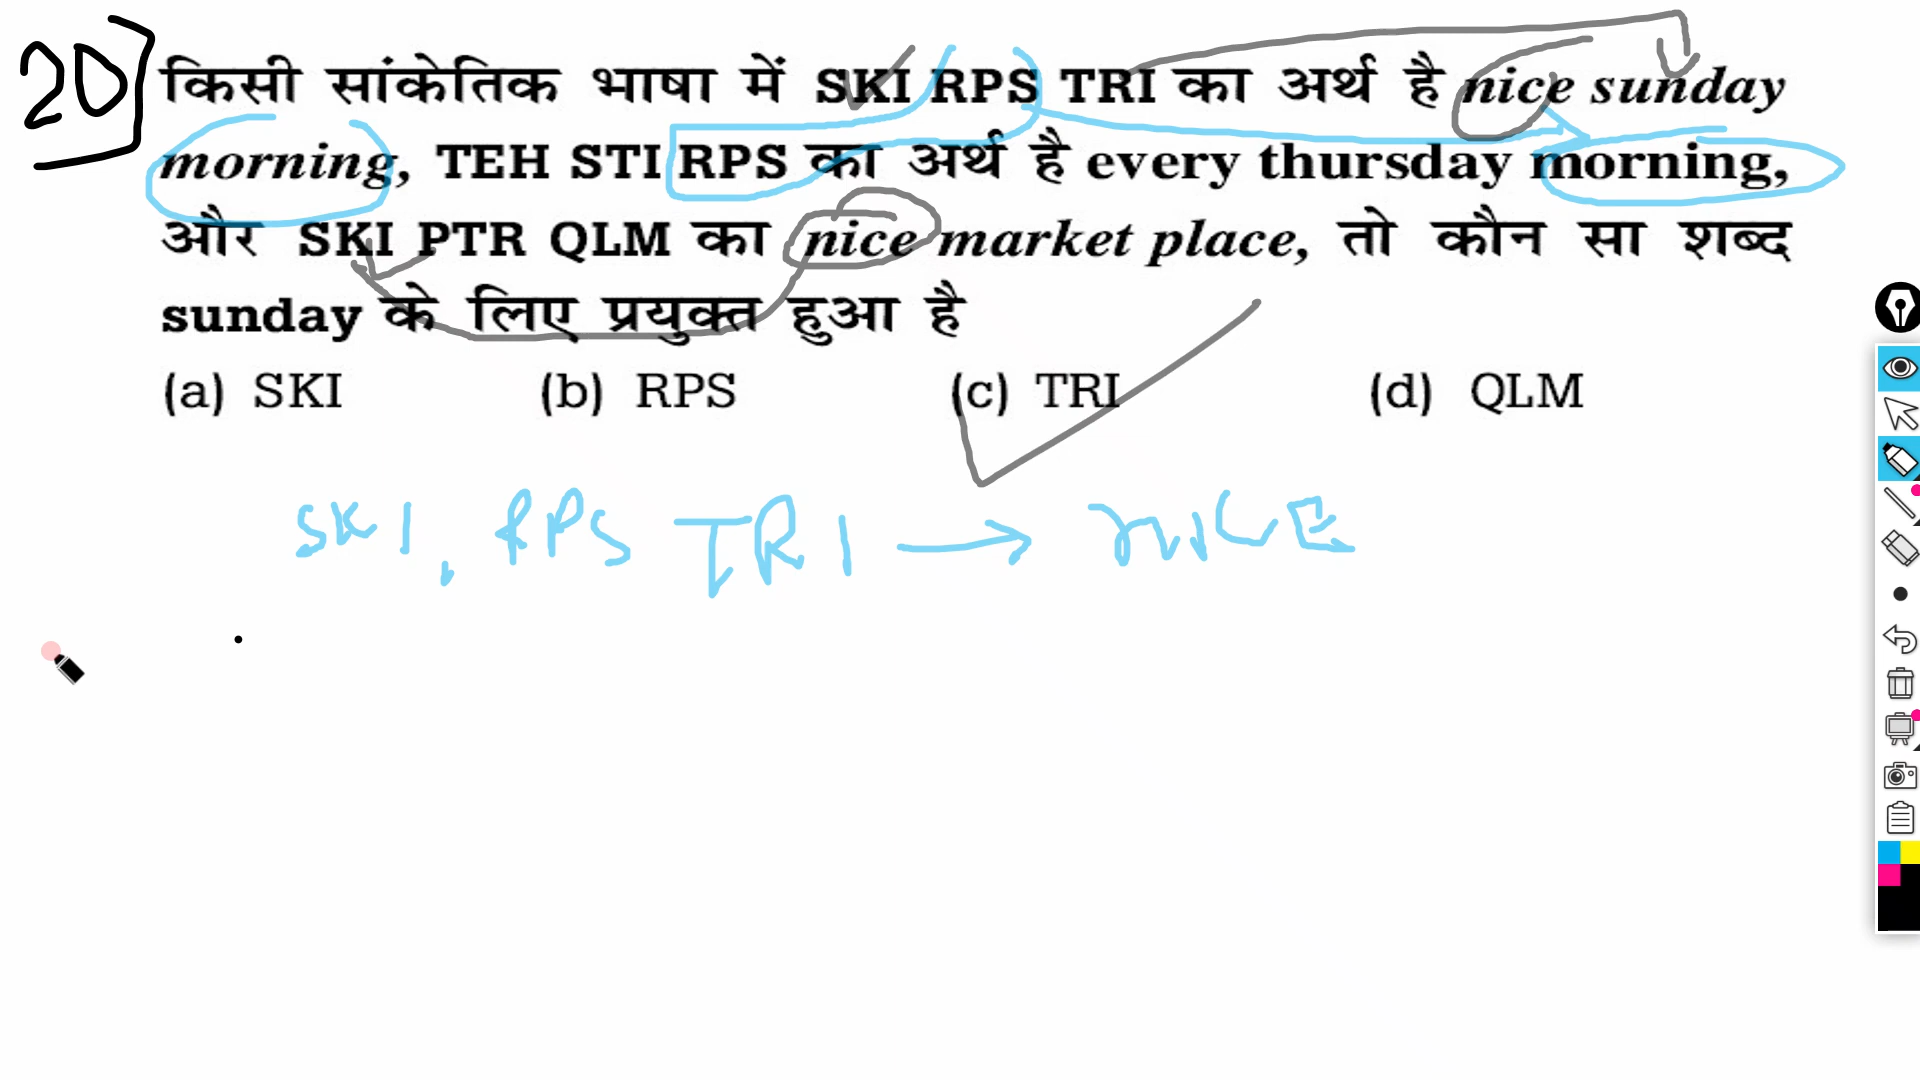 20
किसी सांकेतिक भाषा में SKI RPS TRI का अर्थ है nice sunday
morning, TEH STI RPS का अर्थ है every thursday morning,
और SKI PTR QLM का nice market place, तो कौन सा शब्द
sunday के लिए प्रयुक्त हुआ है
(a) SKI (b) RPS (c) TRI (d) QLM
SKI, RPS TRI → NICE